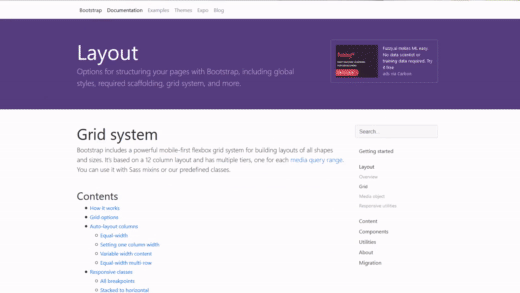 Bootstrap Documentation Examples Themes Expo Blog
Layout
Options for structuring your pages with Bootstrap, including global
styles, required scaffolding, grid system, and more.
Fuzzy.ai makes ML easy.
No data scientist or
training data required. Try
it free
ads via Carbon
Grid system
Bootstrap includes a powerful mobile-first flexbox grid system for building layouts of all shapes
and sizes. It's based on a 12 column layout and has multiple tiers, one for each media query range.
You can use it with Sass mixins or our predefined classes.
Contents
How it works
Grid options
Auto-layout columns
Equal-width
Setting one column width
Variable width content
Equal-width multi-row
Responsive classes
All breakpoints
Stacked to horizontal
Search...
Getting started
Layout
Overview
Grid
Media object
Responsive utilities
Content
Components
Utilities
About
Migration